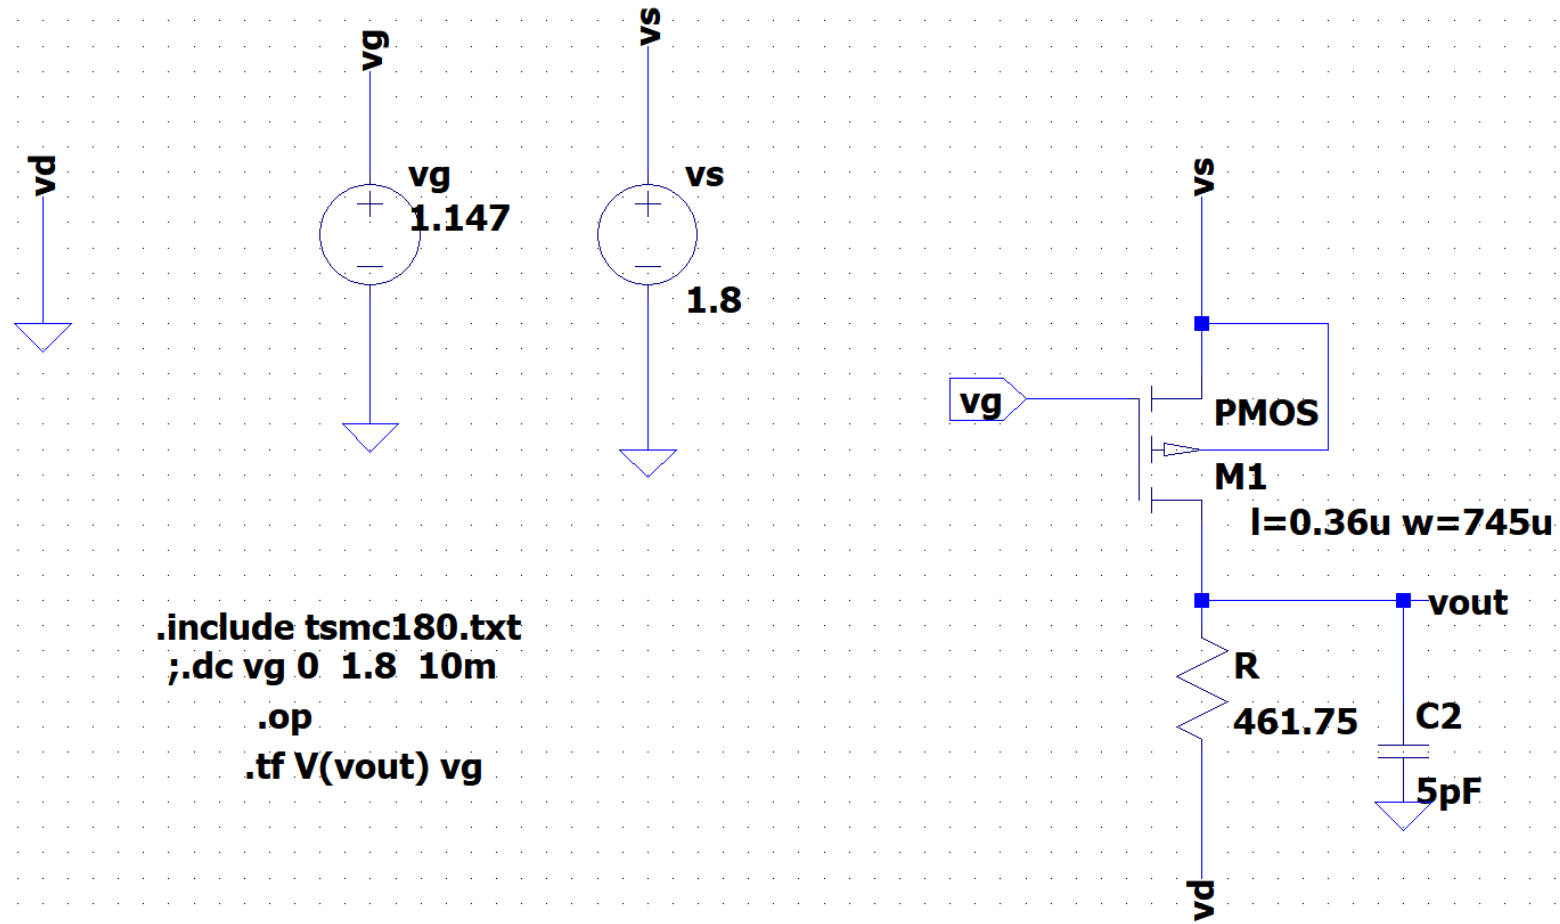 vg
vs
vd
vg
1.147
vs
1.8
vs
vg
PMOS
M1
l=0.36u w=745u
.include tsmc180.txt
;.dc vg 0 1.8 10m
.op
.tf V(vout) vg
vout
R
461.75
C2
5pF
vd